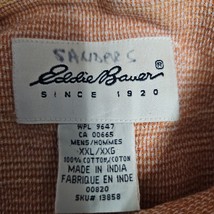 SANDERS
Eddie Bauer®
SINCE 1920
WPL 9647
CA 00665
MENS/HOMMES
XXL/XXG
100% COTTON/COTON
MADE IN INDIA
FABRIQUE EN INDE
00820
SKU# 13858